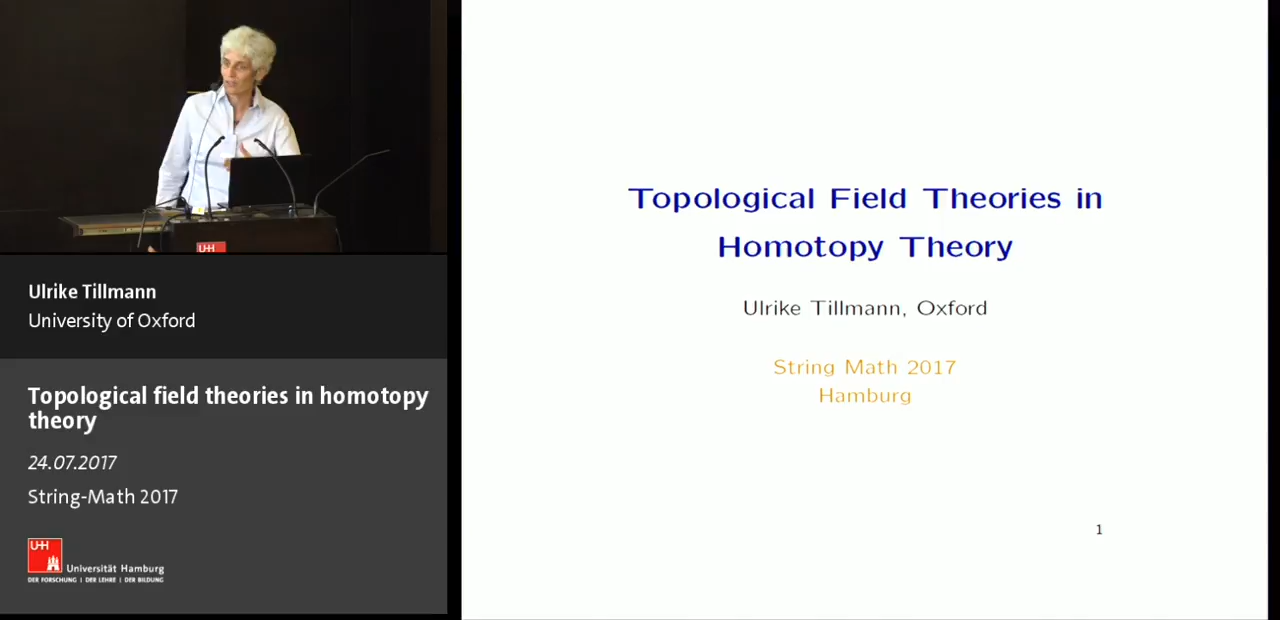 UH
Ulrike Tillmann
University of Oxford
Topological field theories in homotopy
theory
24.07.2017
String-Math 2017
UH
Universität Hamburg
DER FORSCHUNG | DER LEHRE | DER BILDUNG
Topological Field Theories in
Homotopy Theory
Ulrike Tillmann, Oxford
String Math 2017
Hamburg
1